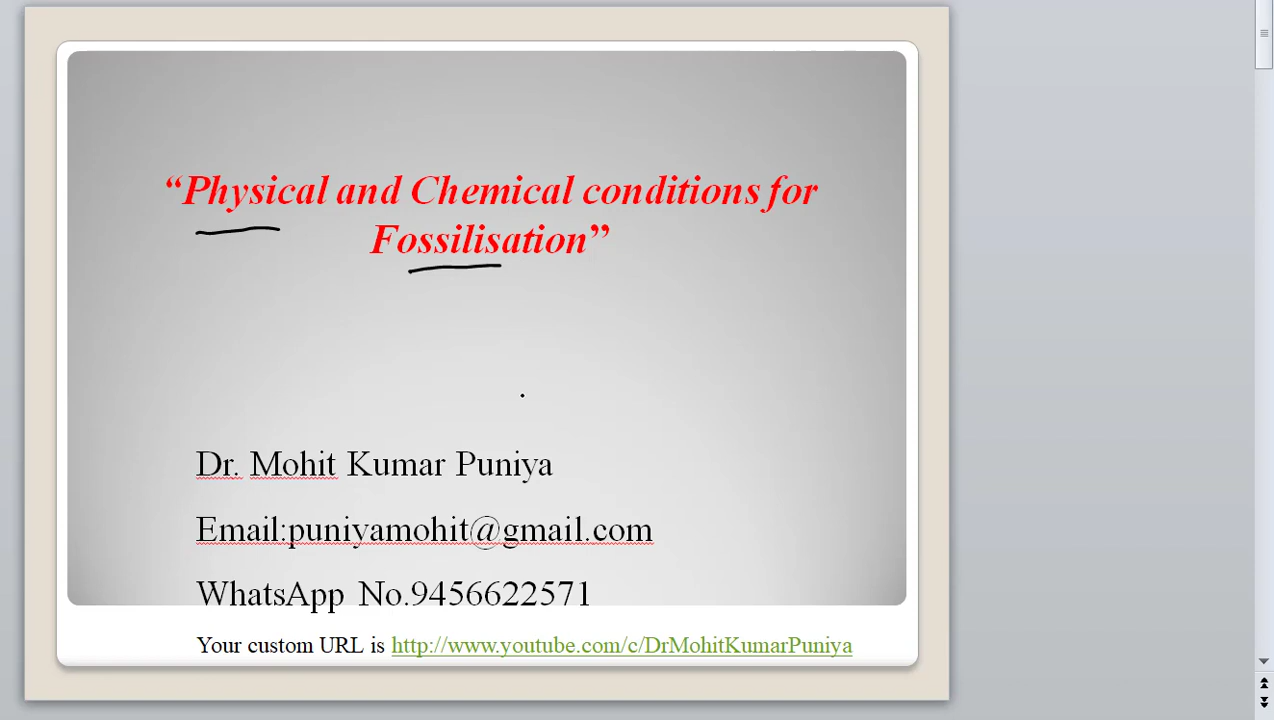 “Physical and Chemical conditions for
Fossilisation”
Dr. Mohit Kumar Puniya
Email:puniyamohit@gmail.com
WhatsApp No.9456622571
Your custom URL is http://www.youtube.com/c/DrMohitKumarPuniya